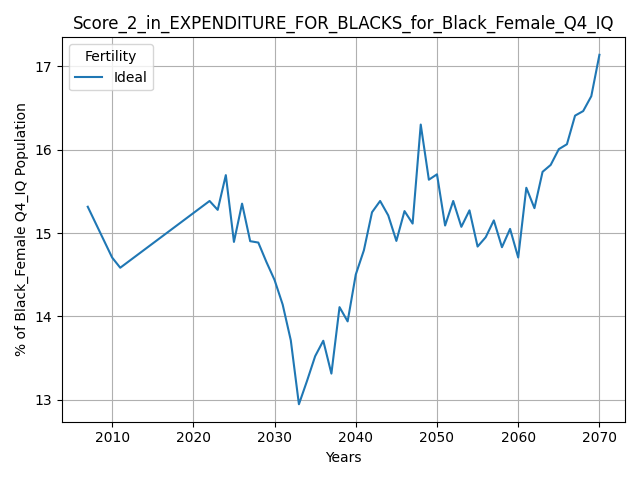 Score_2_in_EXPENDITURE_FOR_BLACKS_for_Black_Female_Q4_IQ
Fertility
Ideal
% of Black_Female Q4_IQ Population
17
16
15
14
13
2010 2020 2030 2040 2050 2060 2070
Years